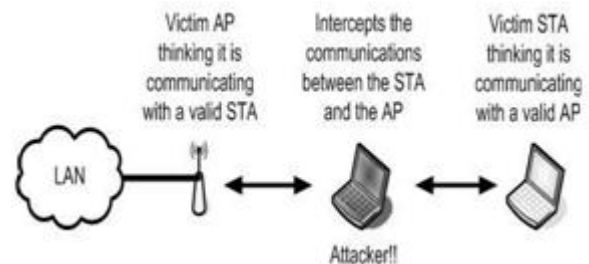 Victim AP
thinking it is
communicating
with a valid STA
Intercepts the
communications
between the STA
and the AP
Victim STA
thinking it is
communicating
with a valid AP
LAN
Attacker!!